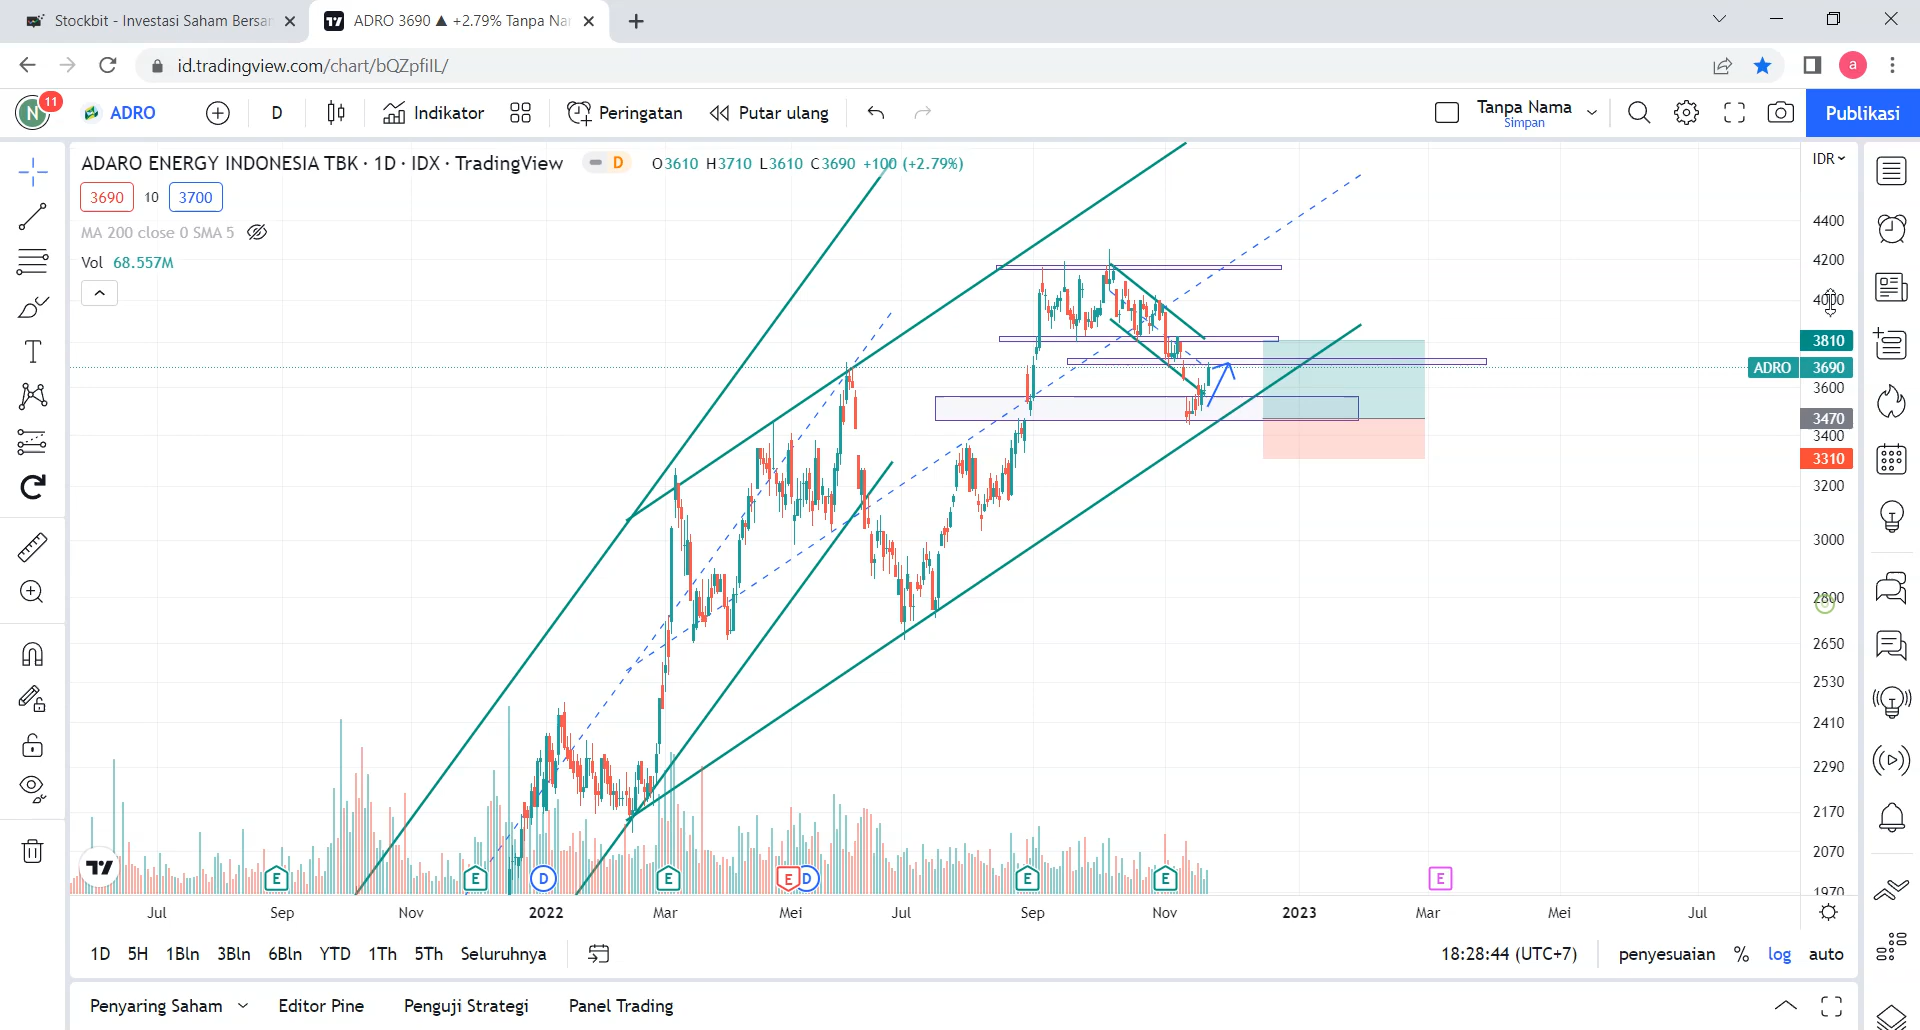 Stockbit - Investasi Saham Bersar
ADRO 3690 ▲ +2.79% Tanpa Na
id.tradingview.com/chart/bQZpfiIL/
a
N
11
ADRO
D
Indikator
Peringatan
Putar ulang
Tanpa Nama
Simpan
Publikasi
ADARO ENERGY INDONESIA TBK · 1D · IDX · TradingView
D
O3610 H3710 L3610 C3690 +100 (+2.79%)
IDR
3690
10
3700
MA 200 close 0 SMA 5
Vol 68.557M
4400
4200
4000
3810
ADRO 3690
3600
3470
3400
3310
3200
3000
2800
2650
2530
2410
2290
2170
2070
1970
E
E
D
E
E
D
E
E
E
Jul
Sep
Nov
2022
Mar
Mei
Jul
Sep
Nov
2023
Mar
Mei
Jul
1D 5H 1Bln 3Bln 6Bln YTD 1Th 5Th Seluruhnya
18:28:44 (UTC+7)
penyesuaian % log auto
Penyaring Saham
Editor Pine
Penguji Strategi
Panel Trading